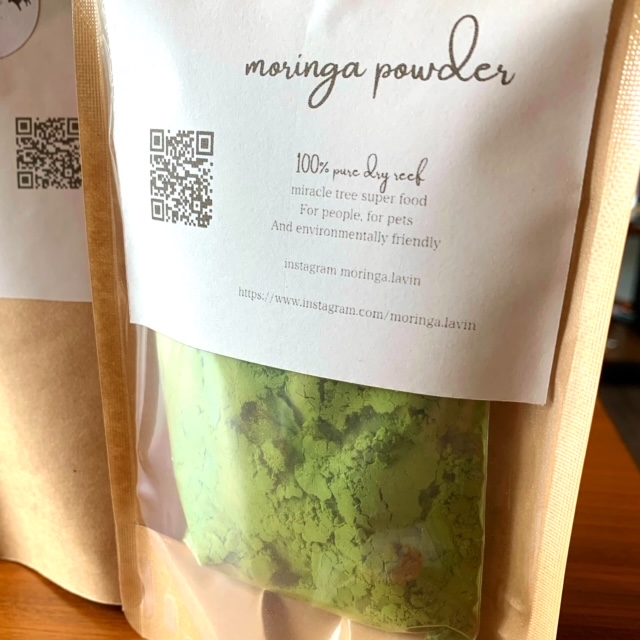 moringa powder
100% pure dry reef
miracle tree super food
For people, for pets
And environmentally friendly
instagram moringa.lavin
https://www.instagram.com/moringa.lavin